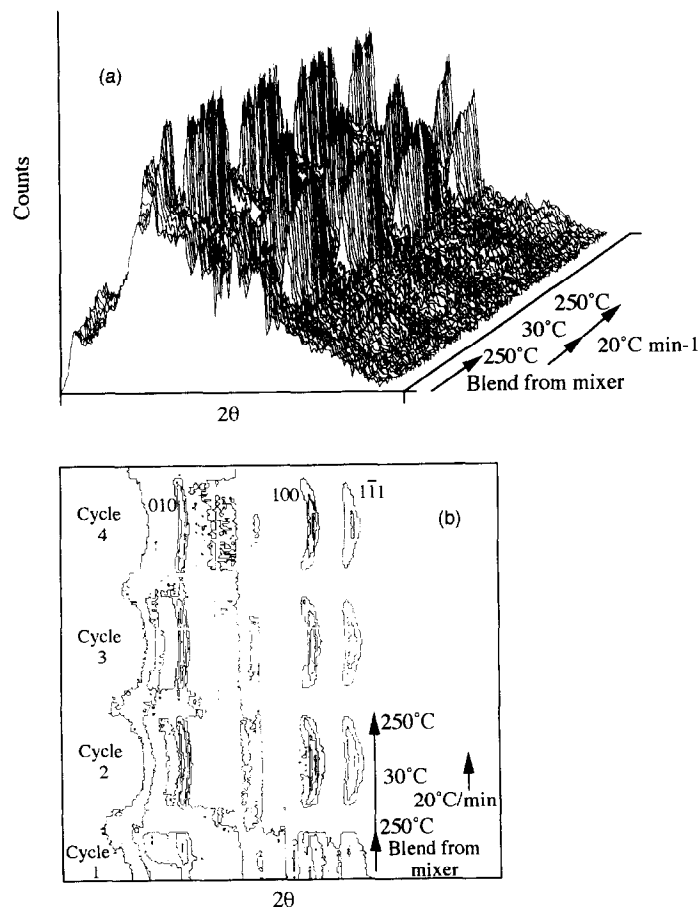 (a)
Counts
250°C
30°C
250°C
20°C min-1
Blend from mixer
2θ
(b)
010
100
11̄1
Cycle
4
Cycle
3
Cycle
2
Cycle
1
250°C
30°C
20°C/min
250°C
Blend from
mixer
2θ